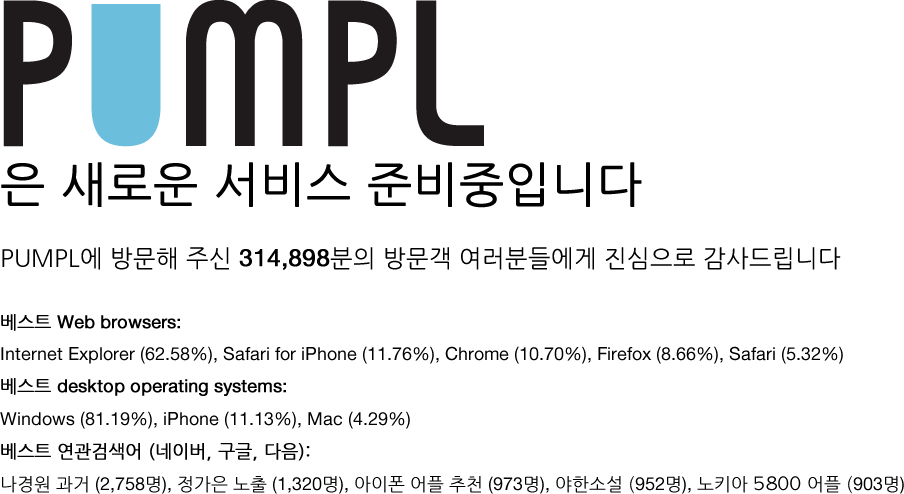 PUMPL
은 새로운 서비스 준비중입니다
PUMPL에 방문해 주신 314,898분의 방문객 여러분들에게 진심으로 감사드립니다
베스트 Web browsers:
Internet Explorer (62.58%), Safari for iPhone (11.76%), Chrome (10.70%), Firefox (8.66%), Safari (5.32%)
베스트 desktop operating systems:
Windows (81.19%), iPhone (11.13%), Mac (4.29%)
베스트 연관검색어 (네이버, 구글, 다음):
나경원 과거 (2,758명), 정가은 노출 (1,320명), 아이폰 어플 추천 (973명), 야한소설 (952명), 노키아 5800 어플 (903명)